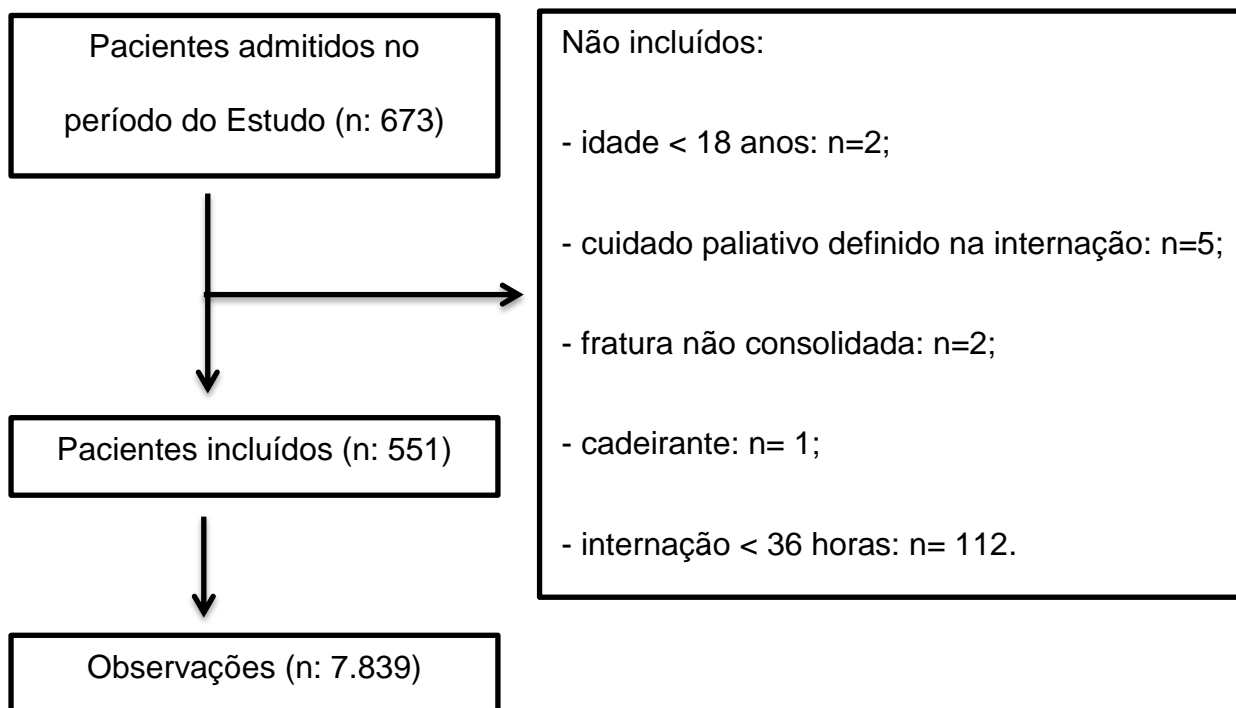 Pacientes admitidos no
período do Estudo (n: 673)
Não incluídos:
- idade < 18 anos: n=2;
- cuidado paliativo definido na internação: n=5;
- fratura não consolidada: n=2;
- cadeirante: n= 1;
- internação < 36 horas: n= 112.
Pacientes incluídos (n: 551)
Observações (n: 7.839)